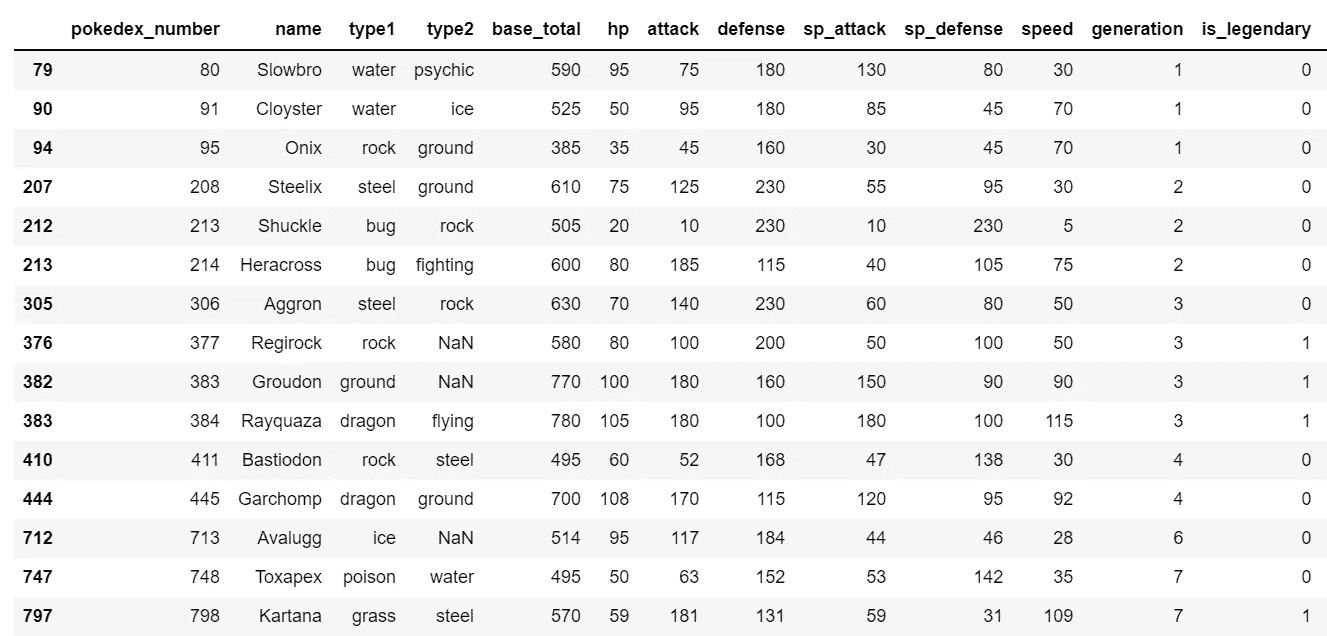 pokedex_number name type1 type2 base_total hp attack defense sp_attack sp_defense speed generation is_legendary
79 80 Slowbro water psychic 590 95 75 180 130 80 30 1 0
90 91 Cloyster water ice 525 50 95 180 85 45 70 1 0
94 95 Onix rock ground 385 35 45 160 30 45 70 1 0
207 208 Steelix steel ground 610 75 125 230 55 95 30 2 0
212 213 Shuckle bug rock 505 20 10 230 10 230 5 2 0
213 214 Heracross bug fighting 600 80 185 115 40 105 75 2 0
305 306 Aggron steel rock 630 70 140 230 60 80 50 3 0
376 377 Regirock rock NaN 580 80 100 200 50 100 50 3 1
382 383 Groudon ground NaN 770 100 180 160 150 90 90 3 1
383 384 Rayquaza dragon flying 780 105 180 100 180 100 115 3 1
410 411 Bastiodon rock steel 495 60 52 168 47 138 30 4 0
444 445 Garchomp dragon ground 700 108 170 115 120 95 92 4 0
712 713 Avalugg ice NaN 514 95 117 184 44 46 28 6 0
747 748 Toxapex poison water 495 50 63 152 53 142 35 7 0
797 798 Kartana grass steel 570 59 181 131 59 31 109 7 1